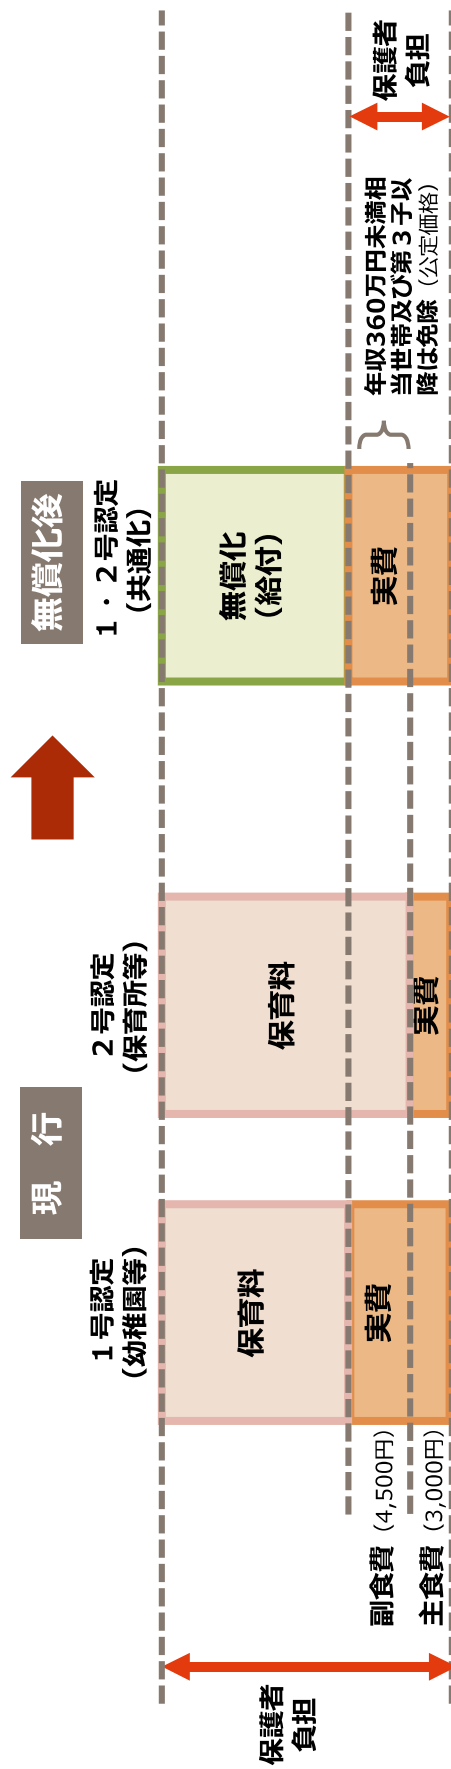 現　行
無償化後
１号認定
（幼稚園等）
２号認定
（保育所等）
１・２号認定
（共通化）
保護者
負担
保育料
保育料
無償化
（給付）
副食費（4,500円）
実費
主食費（3,000円）
実費
実費
年収360万円未満相
当世帯及び第３子以
降は免除（公定価格）
保護者
負担